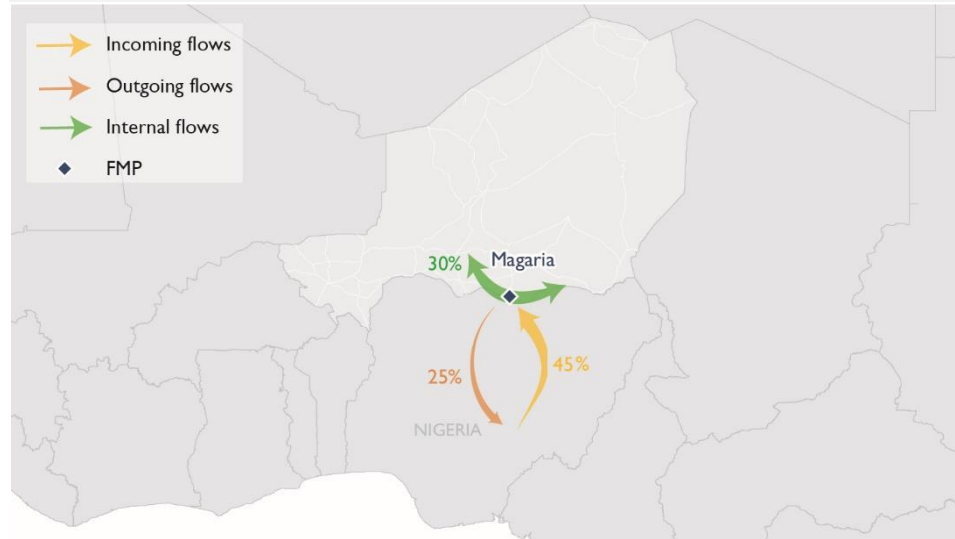 Incoming flows
Outgoing flows
Internal flows
FMP
30%
Magaria
25%
45%
NIGERIA